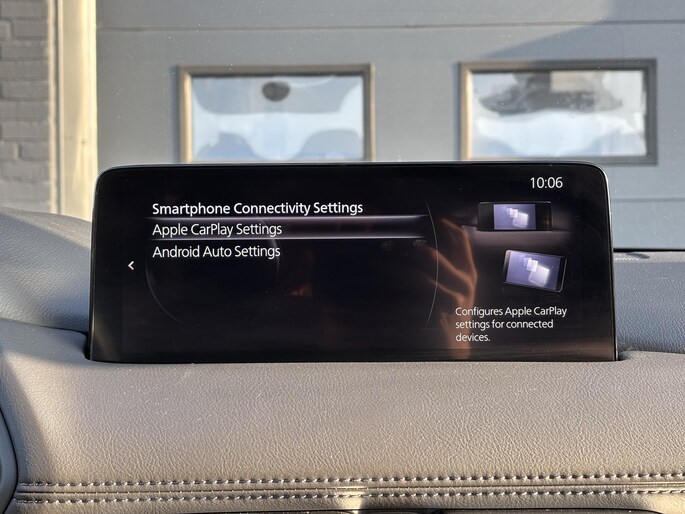 10:06
Smartphone Connectivity Settings
Apple CarPlay Settings
Android Auto Settings
Configures Apple CarPlay
settings for connected
devices.